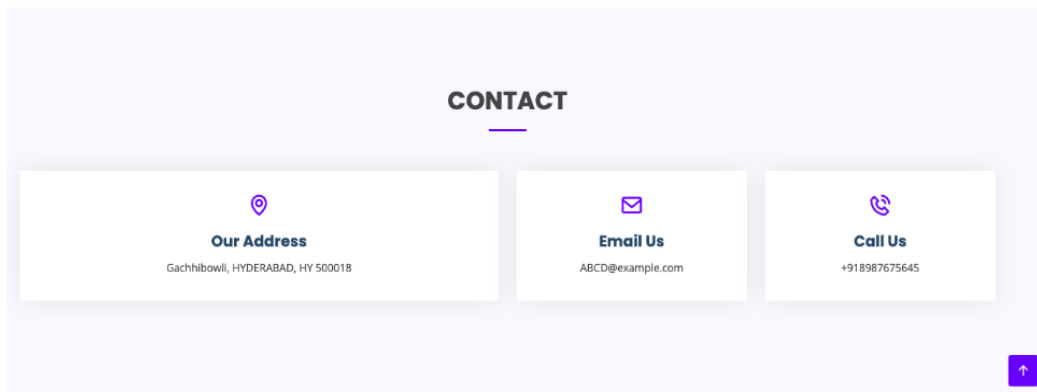 CONTACT
Our Address
Gachhibowli, HYDERABAD, HY 500018
Email Us
ABCD@example.com
Call Us
+918987675645